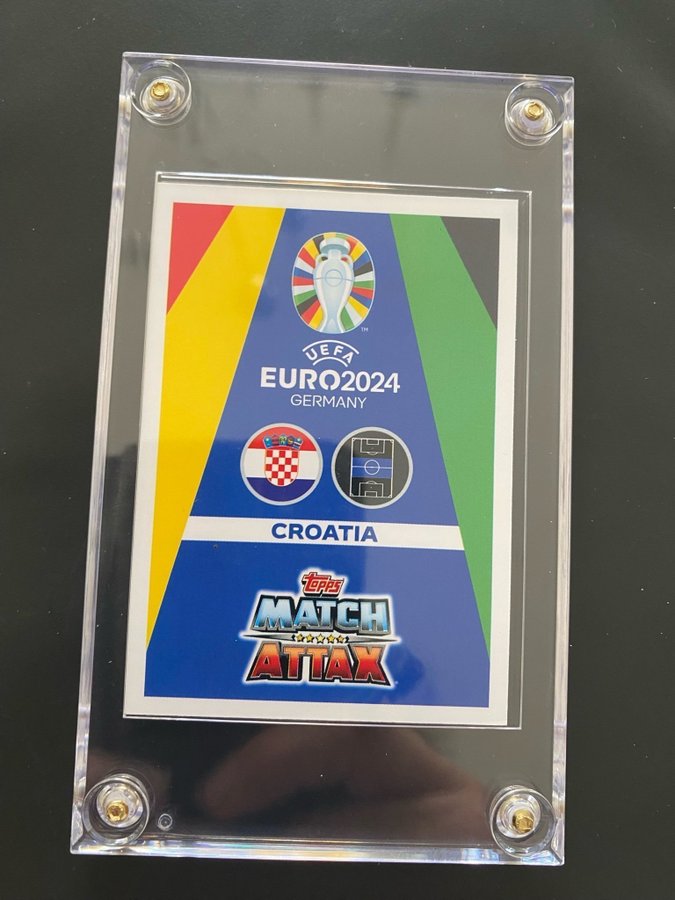 UEFA
EURO2024
GERMANY
CROATIA
topps
MATCH
ATTAX